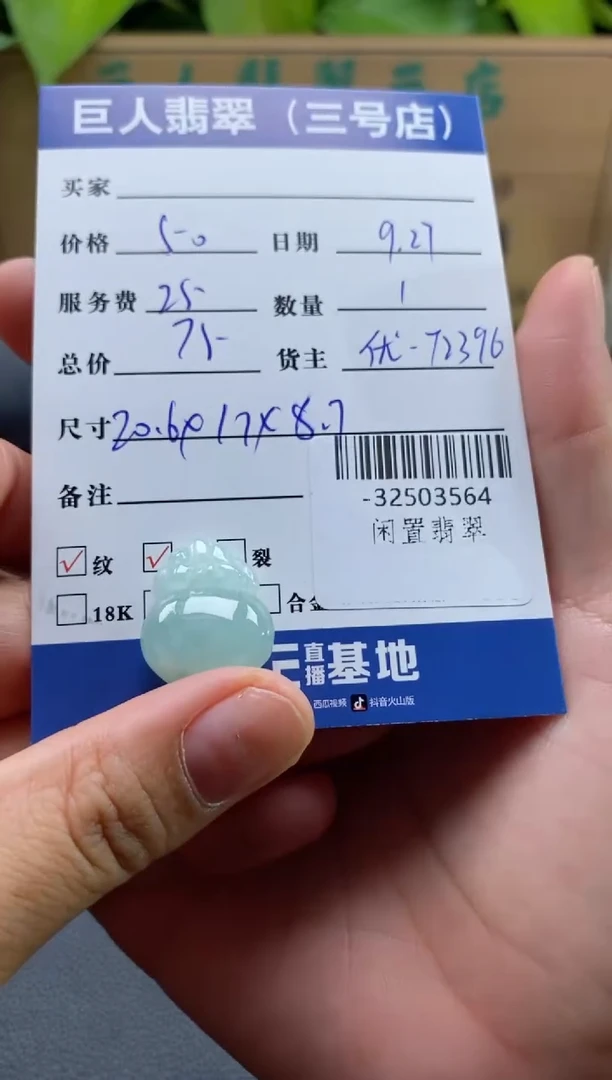 巨人翡翠（三号店）
买家
价格 50 日期 9.27
服务费 25 数量 1
总价 75 货主 优-72396
尺寸 20.6×17×8.7
备注
-32503564
闲置翡翠
纹 裂
18K 合金
直播基地
西瓜视频 抖音火山版